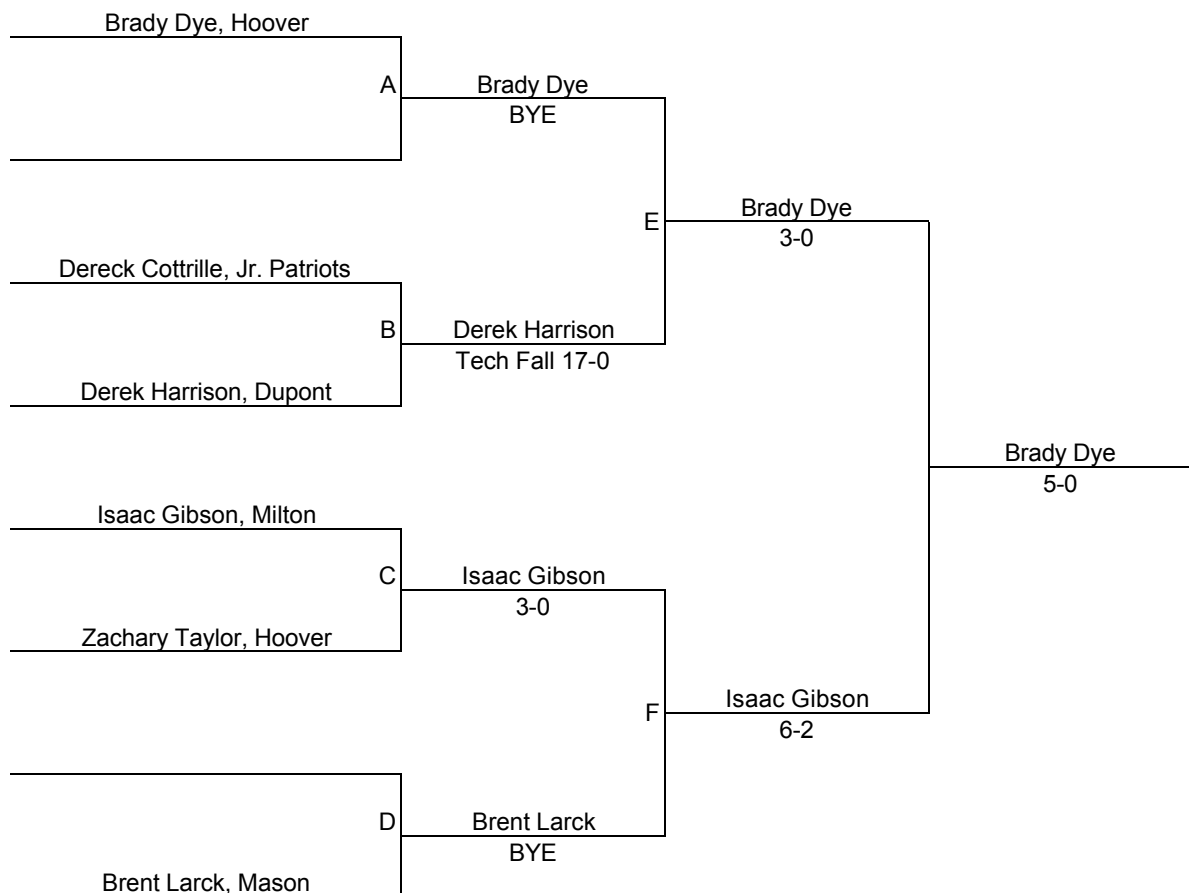 Brady Dye, Hoover
A
Brady Dye
BYE
E
Brady Dye
3-0
Dereck Cottrille, Jr. Patriots
B
Derek Harrison
Tech Fall 17-0
Derek Harrison, Dupont
Brady Dye
5-0
Isaac Gibson, Milton
C
Isaac Gibson
3-0
Zachary Taylor, Hoover
F
Isaac Gibson
6-2
D
Brent Larck
BYE
Brent Larck, Mason